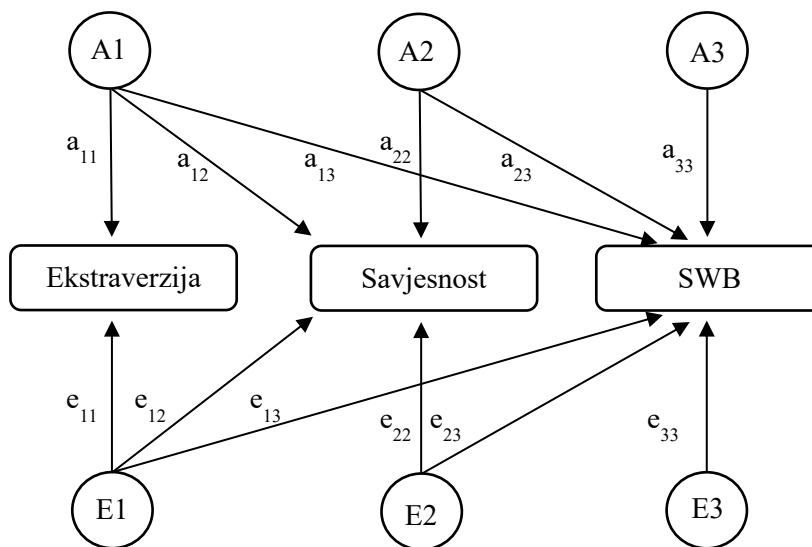 A1 A2 A3
a11 a12 a13 a22 a23 a33
Ekstraverzija Savjesnost SWB
e11 e12 e13 e22 e23 e33
E1 E2 E3